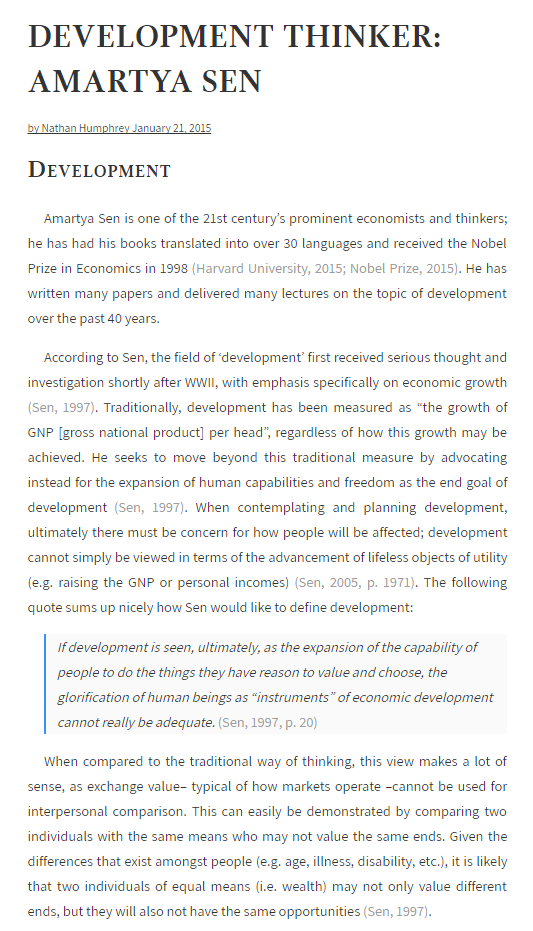 DEVELOPMENT THINKER:
AMARTYA SEN
by Nathan Humphrey January 21, 2015
DEVELOPMENT
Amartya Sen is one of the 21st century's prominent economists and thinkers;
he has had his books translated into over 30 languages and received the Nobel
Prize in Economics in 1998 (Harvard University, 2015; Nobel Prize, 2015). He has
written many papers and delivered many lectures on the topic of development
over the past 40 years.
According to Sen, the field of 'development' first received serious thought and
investigation shortly after WWII, with emphasis specifically on economic growth
(Sen, 1997). Traditionally, development has been measured as "the growth of
GNP [gross national product] per head", regardless of how this growth may be
achieved. He seeks to move beyond this traditional measure by advocating
instead for the expansion of human capabilities and freedom as the end goal of
development (Sen, 1997). When contemplating and planning development,
ultimately there must be concern for how people will be affected; development
cannot simply be viewed in terms of the advancement of lifeless objects of utility
(e.g. raising the GNP or personal incomes) (Sen, 2005, p. 1971). The following
quote sums up nicely how Sen would like to define development:
If development is seen, ultimately, as the expansion of the capability of
people to do the things they have reason to value and choose, the
glorification of human beings as "instruments" of economic development
cannot really be adequate. (Sen, 1997, p. 20)
When compared to the traditional way of thinking, this view makes a lot of
sense, as exchange value– typical of how markets operate –cannot be used for
interpersonal comparison. This can easily be demonstrated by comparing two
individuals with the same means who may not value the same ends. Given the
differences that exist amongst people (e.g. age, illness, disability, etc.), it is likely
that two individuals of equal means (i.e. wealth) may not only value different
ends, but they will also not have the same opportunities (Sen, 1997).